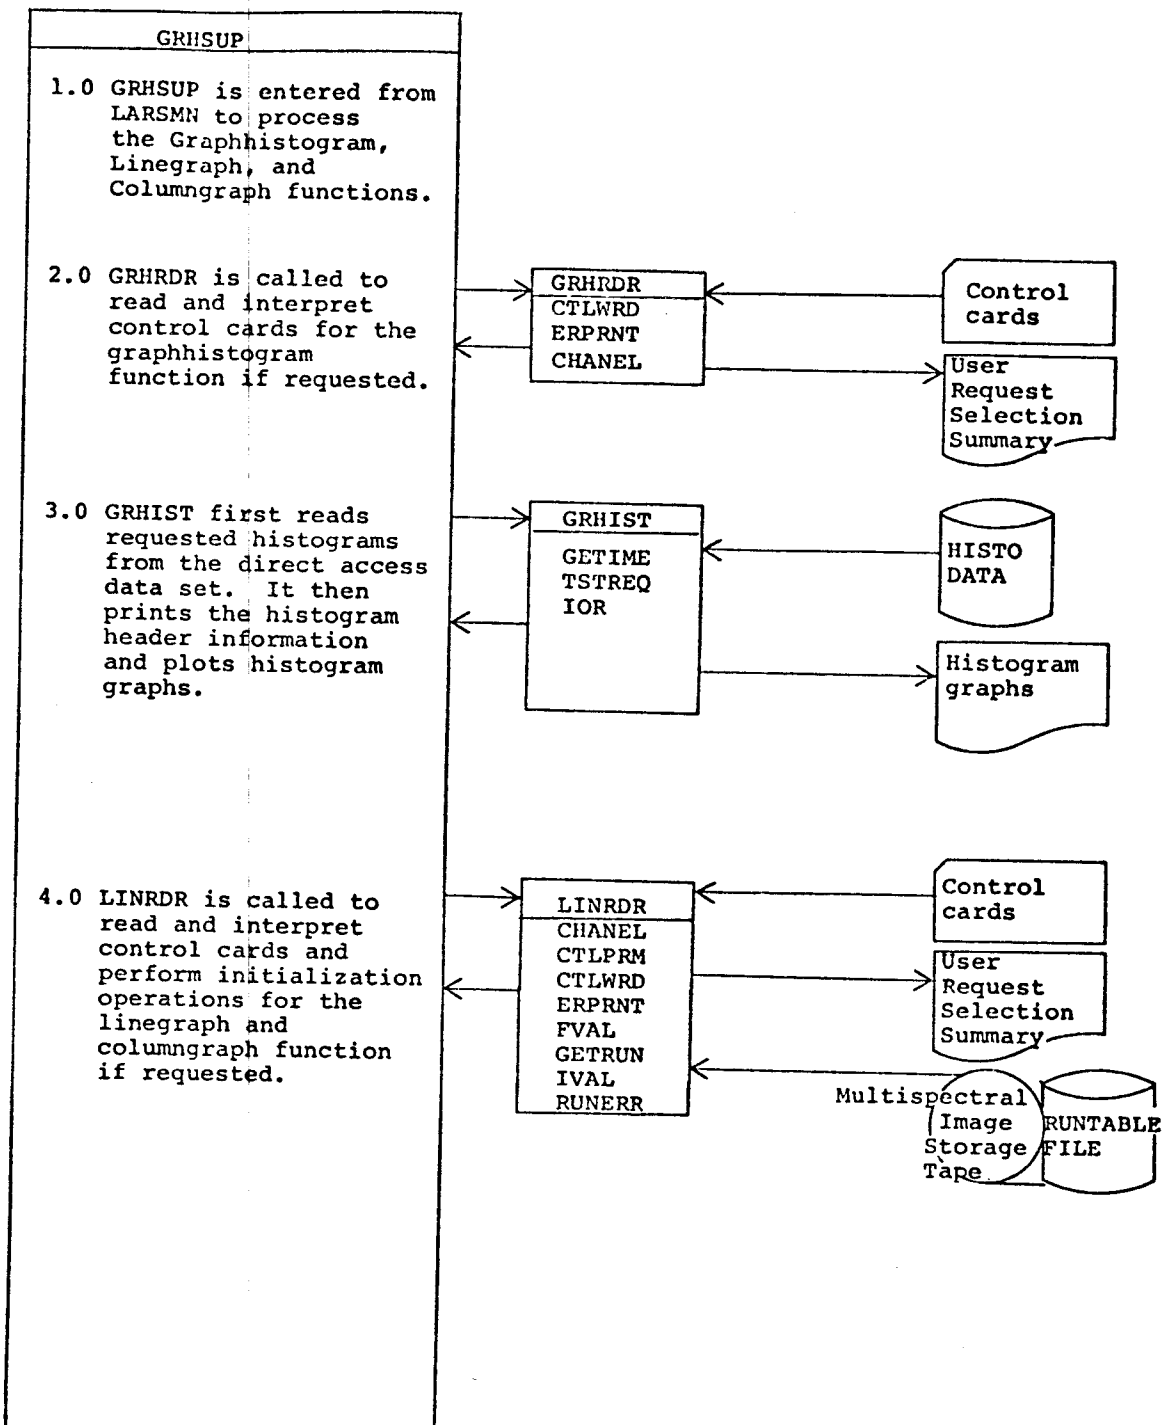 GRHSUP
1.0 GRHSUP is entered from
LARSMN to process
the Graphhistogram,
Linegraph, and
Columngraph functions.
2.0 GRHRDR is called to
read and interpret
control cards for the
graphhistogram
function if requested.
GRHRDR
CTLWRD
ERPRNT
CHANEL
Control
cards
User
Request
Selection
Summary
3.0 GRHIST first reads
requested histograms
from the direct access
data set. It then
prints the histogram
header information
and plots histogram
graphs.
GRHIST
GETIME
TSTREQ
IOR
HISTO
DATA
Histogram
graphs
4.0 LINRDR is called to
read and interpret
control cards and
perform initialization
operations for the
linegraph and
columngraph function
if requested.
LINRDR
CHANEL
CTLPRM
CTLWRD
ERPRNT
FVAL
GETRUN
IVAL
RUNERR
Control
cards
User
Request
Selection
Summary
Multispectral
Image
Storage
Tape
RUNTABLE
FILE